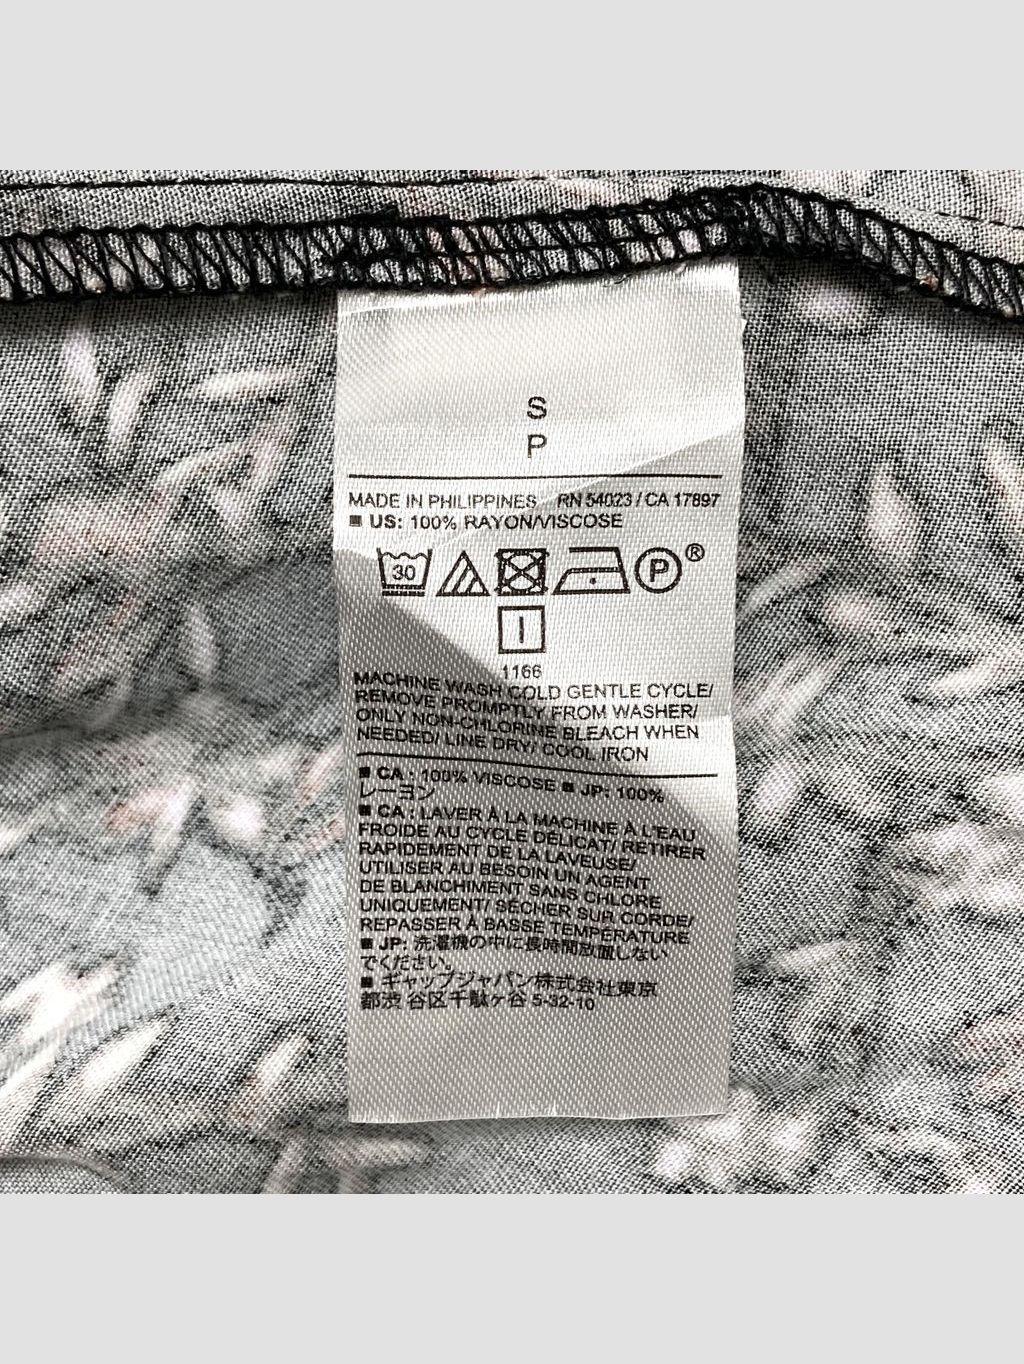 S
P
MADE IN PHILIPPINES RN 54023 / CA 17897
■ US: 100% RAYON/VISCOSE
30 P ®
1166
MACHINE WASH COLD GENTLE CYCLE/
REMOVE PROMPTLY FROM WASHER/
ONLY NON-CHLORINE BLEACH WHEN
NEEDED/ LINE DRY/ COOL IRON
■ CA : 100% VISCOSE ■ JP: 100%
レーヨン
■ CA : LAVER À LA MACHINE À L'EAU
FROIDE AU CYCLE DÉLICAT/ RETIRER
RAPIDEMENT DE LA LAVEUSE/
UTILISER AU BESOIN UN AGENT
DE BLANCHIMENT SANS CHLORE
UNIQUEMENT/ SÉCHER SUR CORDE/
REPASSER À BASSE TEMPÉRATURE
■ JP: 洗濯機の中に長時間放置しない
でください。
■ ギャップジャパン株式会社東京
都渋 谷区千駄ヶ谷 5-32-10